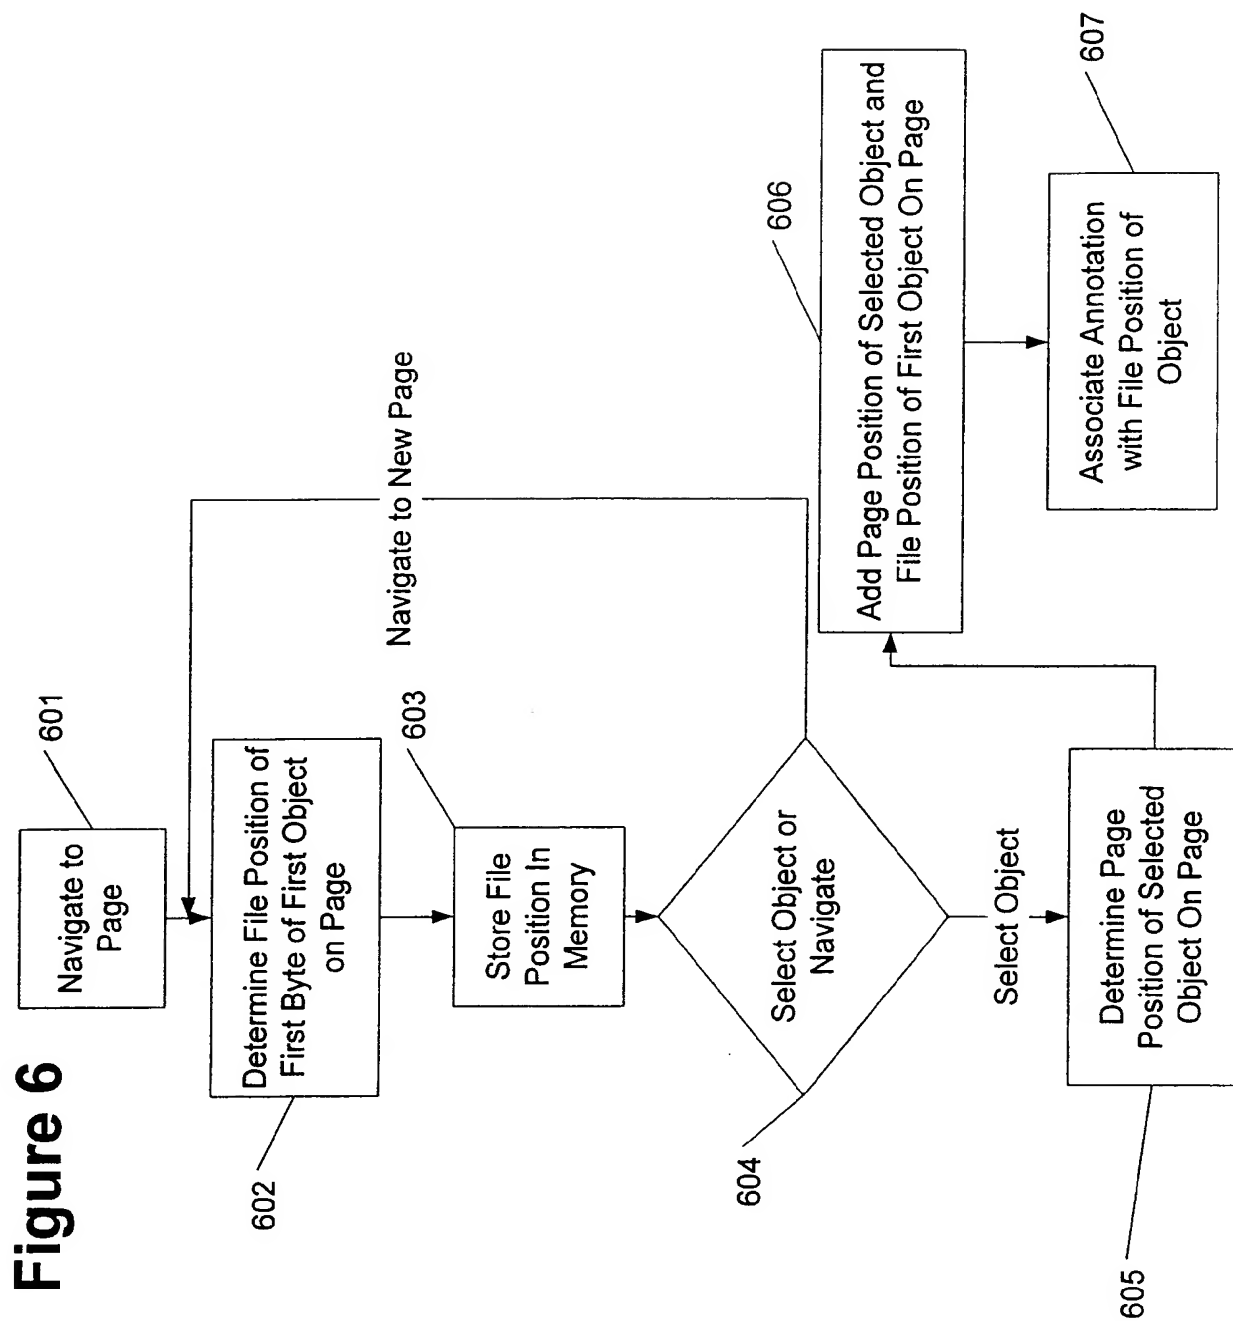 Figure 6
601
Navigate to
Page
602
Determine File Position of
First Byte of First Object
on Page
603
Store File
Position In
Memory
Navigate to New Page
604
Select Object or
Navigate
Select Object
605
Determine Page
Position of Selected
Object On Page
606
Add Page Position of Selected Object and
File Position of First Object On Page
607
Associate Annotation
with File Position of
Object